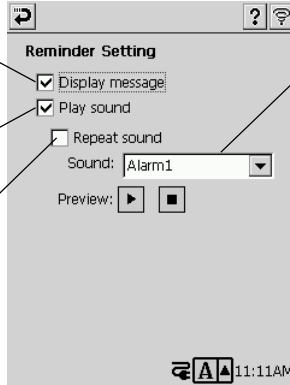 ?
Reminder Setting
Display message
Play sound
Repeat sound
Sound: Alarm1
Preview:
A 11:11AM